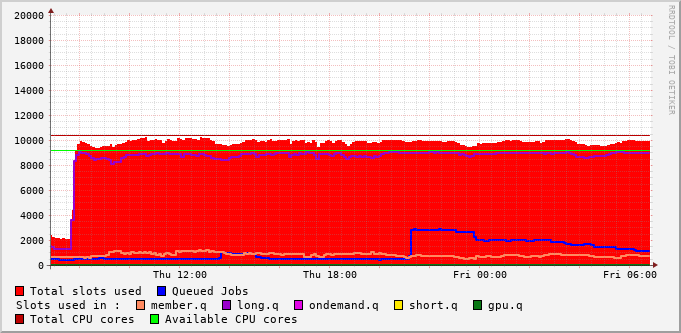 20000
18000
16000
14000
12000
10000
8000
6000
4000
2000
0
Thu 12:00 Thu 18:00 Fri 00:00 Fri 06:00
RRDTOOL / TOBI OETIKER
Total slots used Queued Jobs
Slots used in : member.q long.q ondemand.q short.q gpu.q
Total CPU cores Available CPU cores